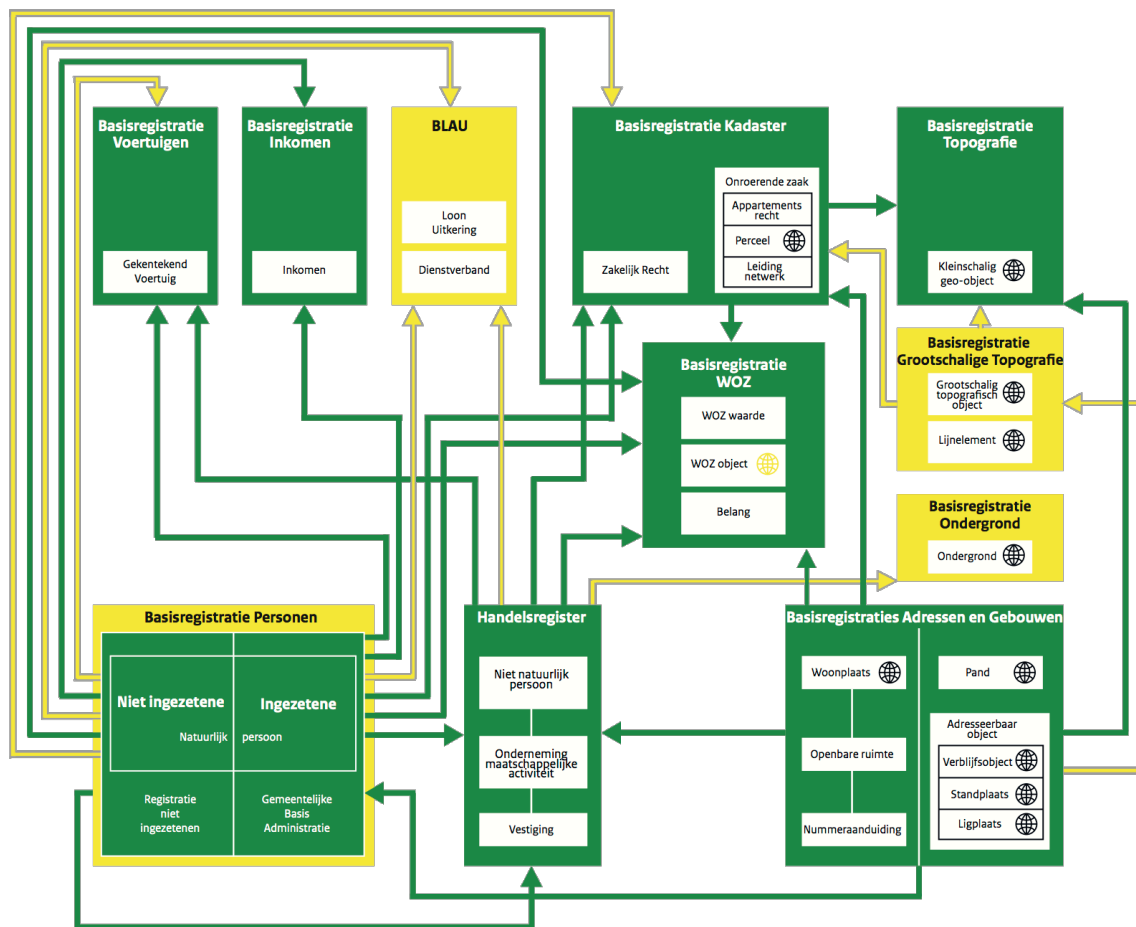 Basisregistratie
Voertuigen
Gekentekend
Voertuig
Basisregistratie
Inkomen
Inkomen
BLAU
Loon
Uitkering
Dienstverband
Basisregistratie Kadaster
Onroerende zaak
Appartements
recht
Perceel
Leiding
netwerk
Zakelijk Recht
Basisregistratie
Topografie
Kleinschalig
geo-object
Basisregistratie
WOZ
WOZ waarde
WOZ object
Belang
Basisregistratie
Grootschalige Topografie
Grootschalig
topografisch
object
Lijnelement
Basisregistratie
Ondergrond
Ondergrond
Basisregistratie Personen
Niet ingezetene
Ingezetene
Natuurlijk persoon
Registratie
niet
ingezetenen
Gemeentelijke
Basis
Administratie
Handelsregister
Niet natuurlijk
persoon
Onderneming
maatschappelijke
activiteit
Vestiging
Basisregistraties Adressen en Gebouwen
Woonplaats
Openbare ruimte
Nummeraanduiding
Pand
Adresseerbaar
object
Verblijfsobject
Standplaats
Ligplaats